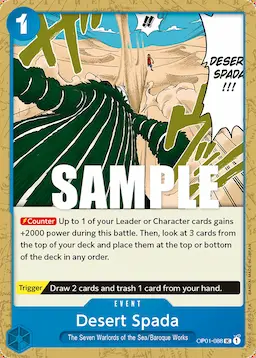 1
DESERT
SPADA
!!!
SAMPLE
Counter Up to 1 of your Leader or Character cards gains
+2000 power during this battle. Then, look at 3 cards from
the top of your deck and place them at the top or bottom
of the deck in any order.
Trigger Draw 2 cards and trash 1 card from your hand.
EVENT
Desert Spada
The Seven Warlords of the Sea/Baroque Works
OP01-088